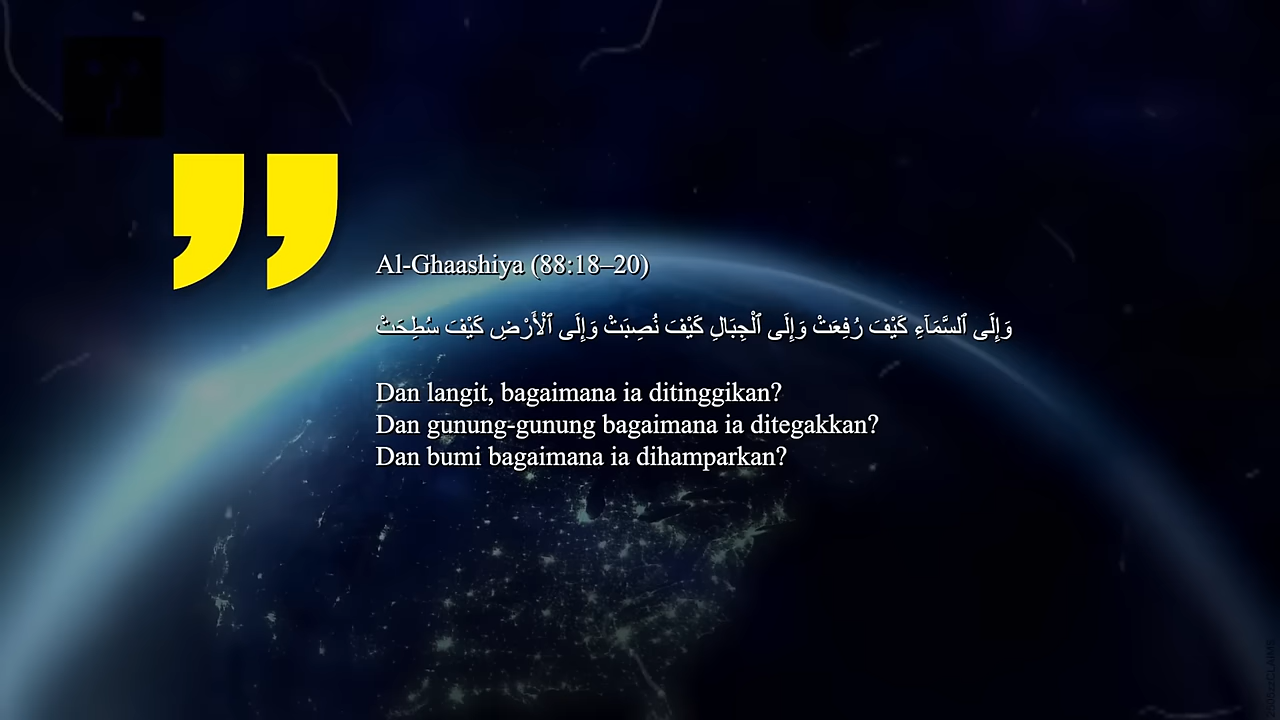 Al-Ghaashiya (88:18–20)
وَإِلَى ٱلسَّمَآءِ كَيْفَ رُفِعَتْ وَإِلَى ٱلْجِبَالِ كَيْفَ نُصِبَتْ وَإِلَى ٱلْأَرْضِ كَيْفَ سُطِحَتْ
Dan langit, bagaimana ia ditinggikan?
Dan gunung-gunung bagaimana ia ditegakkan?
Dan bumi bagaimana ia dihamparkan?